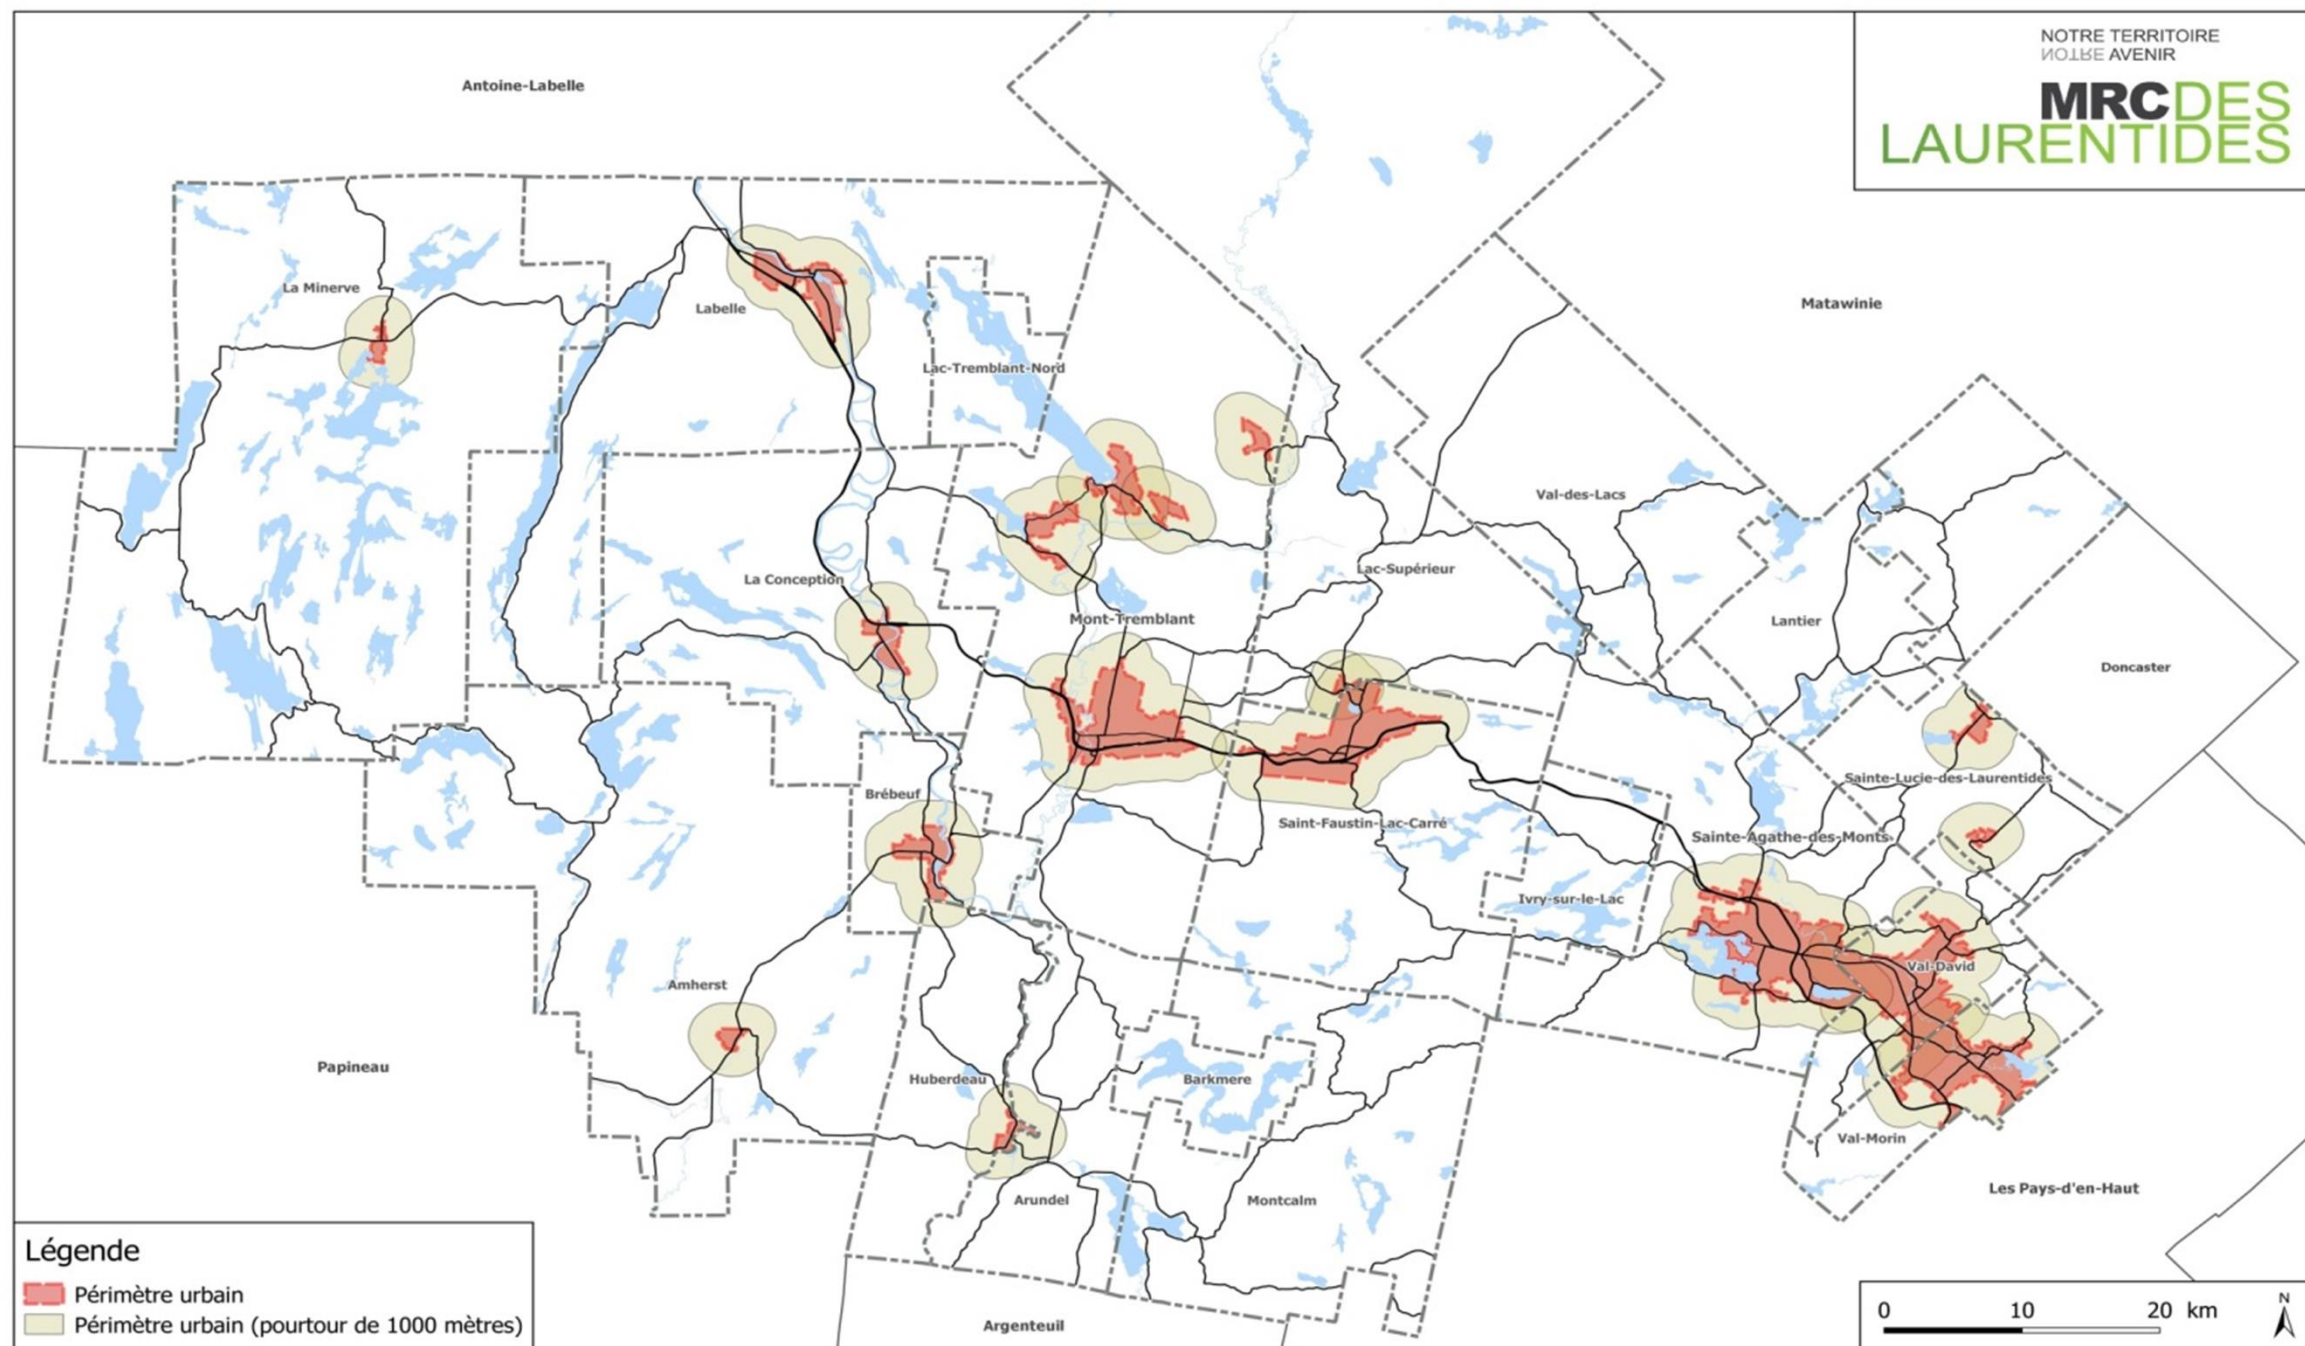 NOTRE TERRITOIRE
NOTRE AVENIR
MRC DES
LAURENTIDES
Antoine-Labelle
La Minerve
Labelle
Matawinie
Lac-Tremblant-Nord
Val-des-Lacs
La Conception
Lac-Supérieur
Mont-Tremblant
Lantier
Doncaster
Sainte-Lucie-des-Laurentides
Brébeuf
Saint-Faustin-Lac-Carré
Sainte-Agathe-des-Monts
Ivry-sur-le-Lac
Val-David
Amherst
Papineau
Huberdeau
Barkmere
Val-Morin
Les Pays-d'en-Haut
Arundel
Montcalm
Argenteuil
Légende
Périmètre urbain
Périmètre urbain (pourtour de 1000 mètres)
0 10 20 km
N